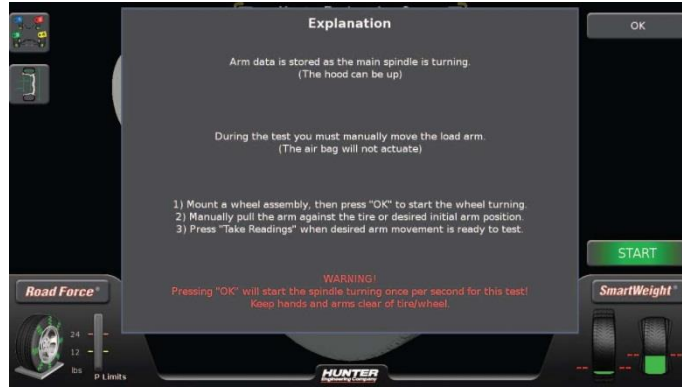 Explanation
OK
Arm data is stored as the main spindle is turning.
(The hood can be up)
During the test you must manually move the load arm.
(The air bag will not actuate)
1) Mount a wheel assembly, then press "OK" to start the wheel turning.
2) Manually pull the arm against the tire or desired initial arm position.
3) Press "Take Readings" when desired arm movement is ready to test.
START
WARNING!
Pressing "OK" will start the spindle turning once per second for this test!
Keep hands and arms clear of tire/wheel.
Road Force®
SmartWeight®
24
12
lbs
P Limits
HUNTER
Engineering Company